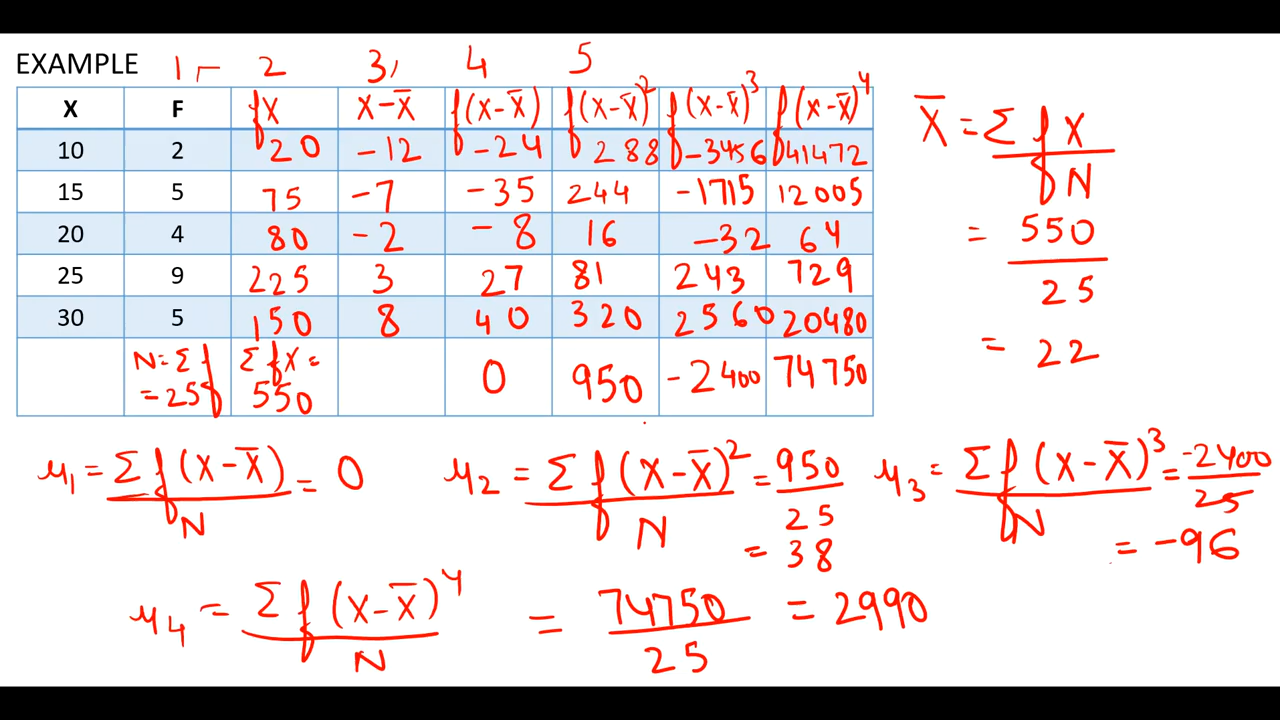 EXAMPLE 1 2 3, 4 5
X F fX X-X̄ f(X-X̄) f(X-X̄)² f(X-X̄)³ f(X-X̄)⁴
10 2 20 -12 -24 288 -3456 41472
15 5 75 -7 -35 244 -1715 12005
20 4 80 -2 -8 16 -32 64
25 9 225 3 27 81 243 729
30 5 150 8 40 320 2560 20480
N=Σf Σfx=
=25 550 0 950 -2400 74750
X̄ = ΣfX / N
= 550 / 25
= 22
μ1 = Σf(X-X̄) / N = 0
μ2 = Σf(X-X̄)² / N = 950 / 25
= 38
μ3 = Σf(X-X̄)³ / N = -2400 / 25
= -96
μ4 = Σf(X-X̄)⁴ / N = 74750 / 25 = 2990